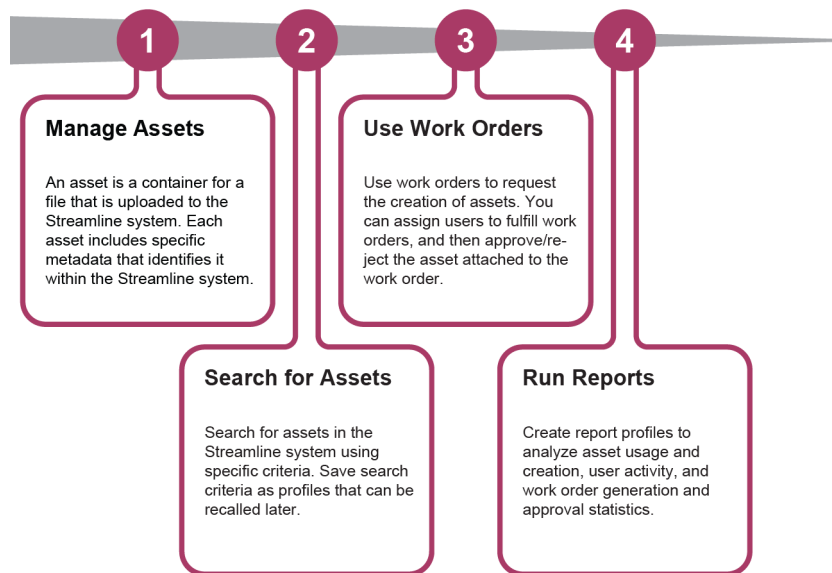 1
2
3
4
Manage Assets
An asset is a container for a
file that is uploaded to the
Streamline system. Each
asset includes specific
metadata that identifies it
within the Streamline system.
Search for Assets
Search for assets in the
Streamline system using
specific criteria. Save search
criteria as profiles that can be
recalled later.
Use Work Orders
Use work orders to request
the creation of assets. You
can assign users to fulfill work
orders, and then approve/re-
ject the asset attached to the
work order.
Run Reports
Create report profiles to
analyze asset usage and
creation, user activity, and
work order generation and
approval statistics.